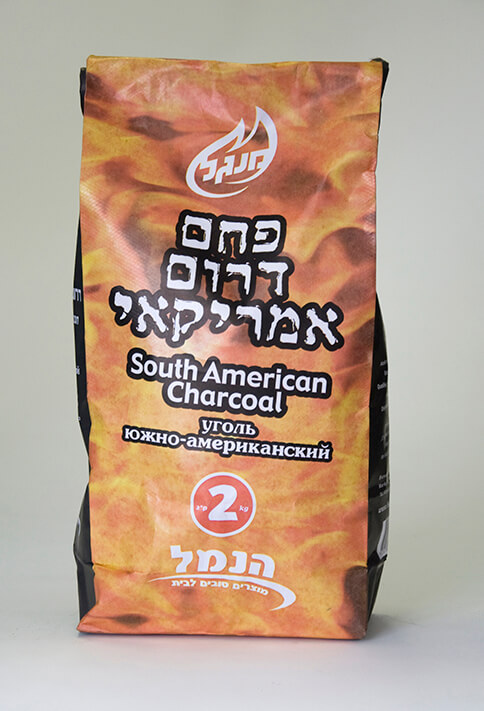 מנגל
פחם
דרום
אמריקאי
South American
Charcoal
уголь
южно-американский
ק"ג 2 kg
הנמל
מוצרים טובים לבית